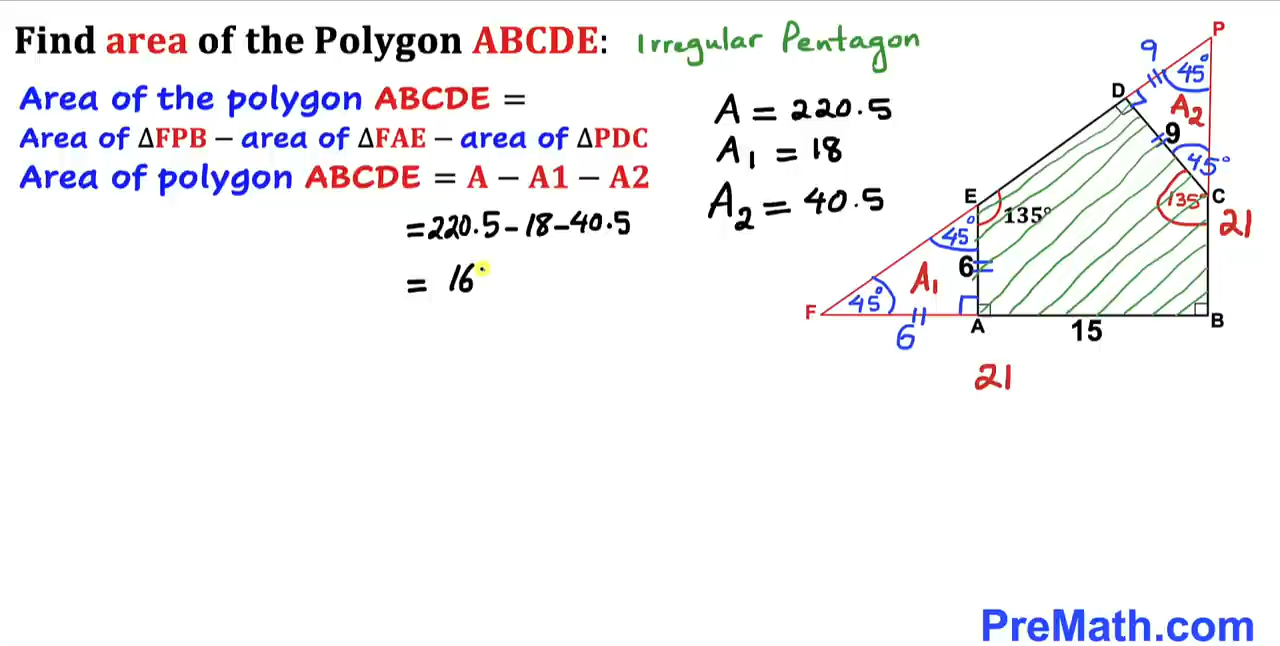 Find area of the Polygon ABCDE: Irregular Pentagon
Area of the polygon ABCDE =
Area of ΔFPB – area of ΔFAE – area of ΔPDC
Area of polygon ABCDE = A – A1 – A2
= 220.5 - 18 - 40.5
= 16
A = 220.5
A1 = 18
A2 = 40.5
P
9
45°
D
A2
9
45°
E
135°
135°
C
21
45°
6
A1
F
45°
6
A
15
B
21
PreMath.com